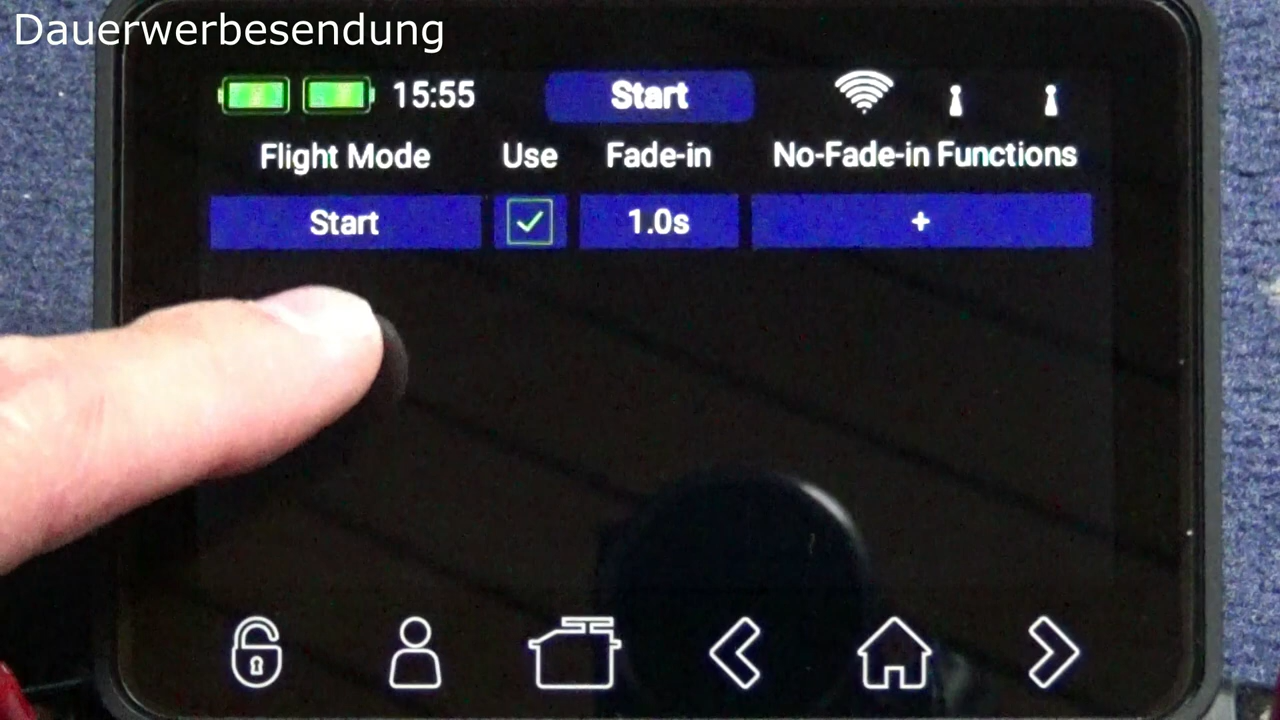 Dauerwerbesendung
15:55 Start
Flight Mode Use Fade-in No-Fade-in Functions
Start 1.0s +